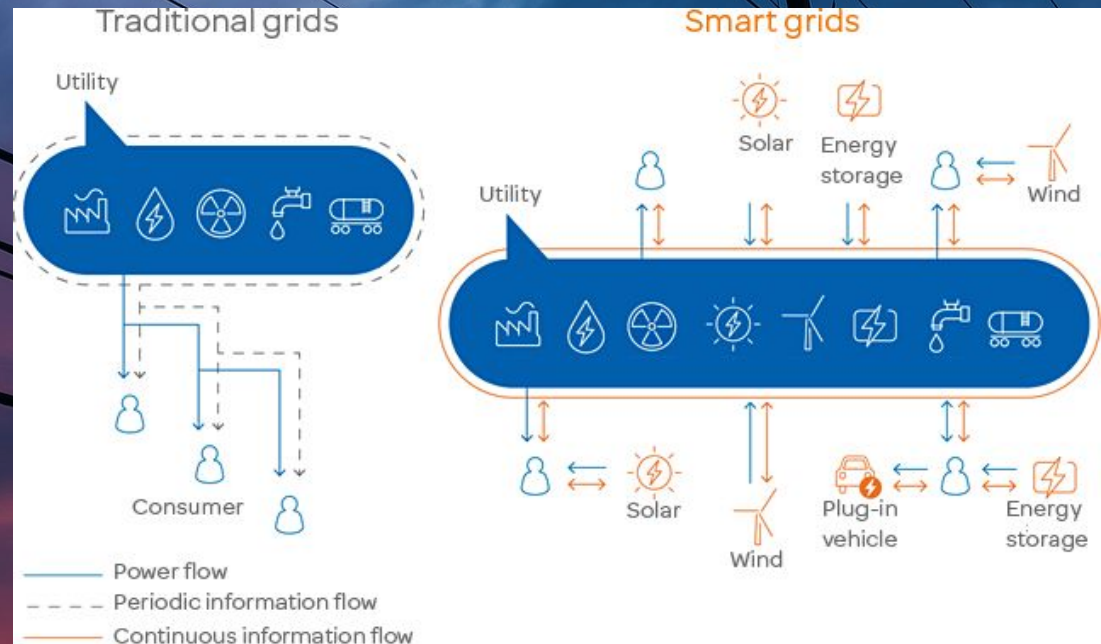 Traditional grids
Utility
Consumer
Power flow
Periodic information flow
Continuous information flow
Smart grids
Utility
Solar
Energy
storage
Wind
Solar
Wind
Plug-in
vehicle
Energy
storage